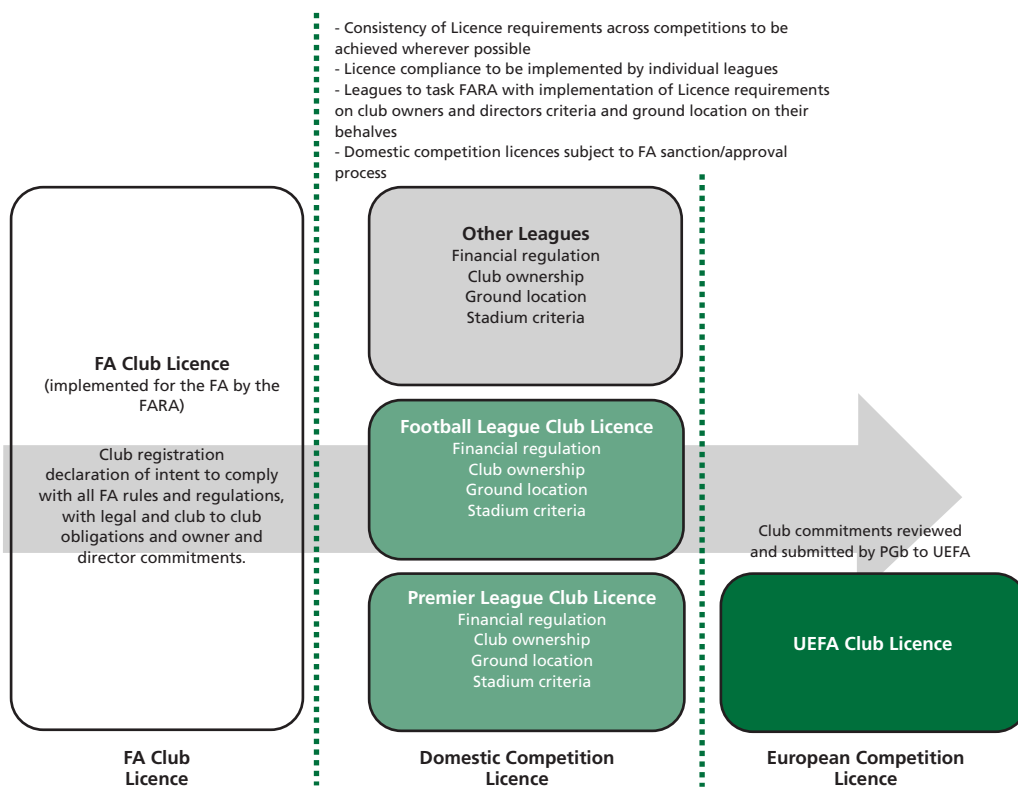 - Consistency of Licence requirements across competitions to be
achieved wherever possible
- Licence compliance to be implemented by individual leagues
- Leagues to task FARA with implementation of Licence requirements
on club owners and directors criteria and ground location on their
behalves
- Domestic competition licences subject to FA sanction/approval
process
FA Club Licence
(implemented for the FA by the
FARA)
Club registration
declaration of intent to comply
with all FA rules and regulations,
with legal and club to club
obligations and owner and
director commitments.
Other Leagues
Financial regulation
Club ownership
Ground location
Stadium criteria
Football League Club Licence
Financial regulation
Club ownership
Ground location
Stadium criteria
Premier League Club Licence
Financial regulation
Club ownership
Ground location
Stadium criteria
Club commitments reviewed
and submitted by PGb to UEFA
UEFA Club Licence
FA Club
Licence
Domestic Competition
Licence
European Competition
Licence